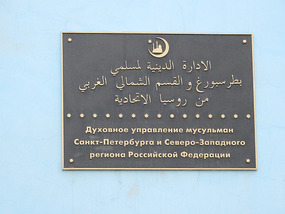 الادارة الدينية لمسلمي
بطرسبورغ و القسم الشمالي الغربي
من روسيا الاتحادية
Духовное управление мусульман
Санкт-Петербурга и Северо-Западного
региона Российской Федерации